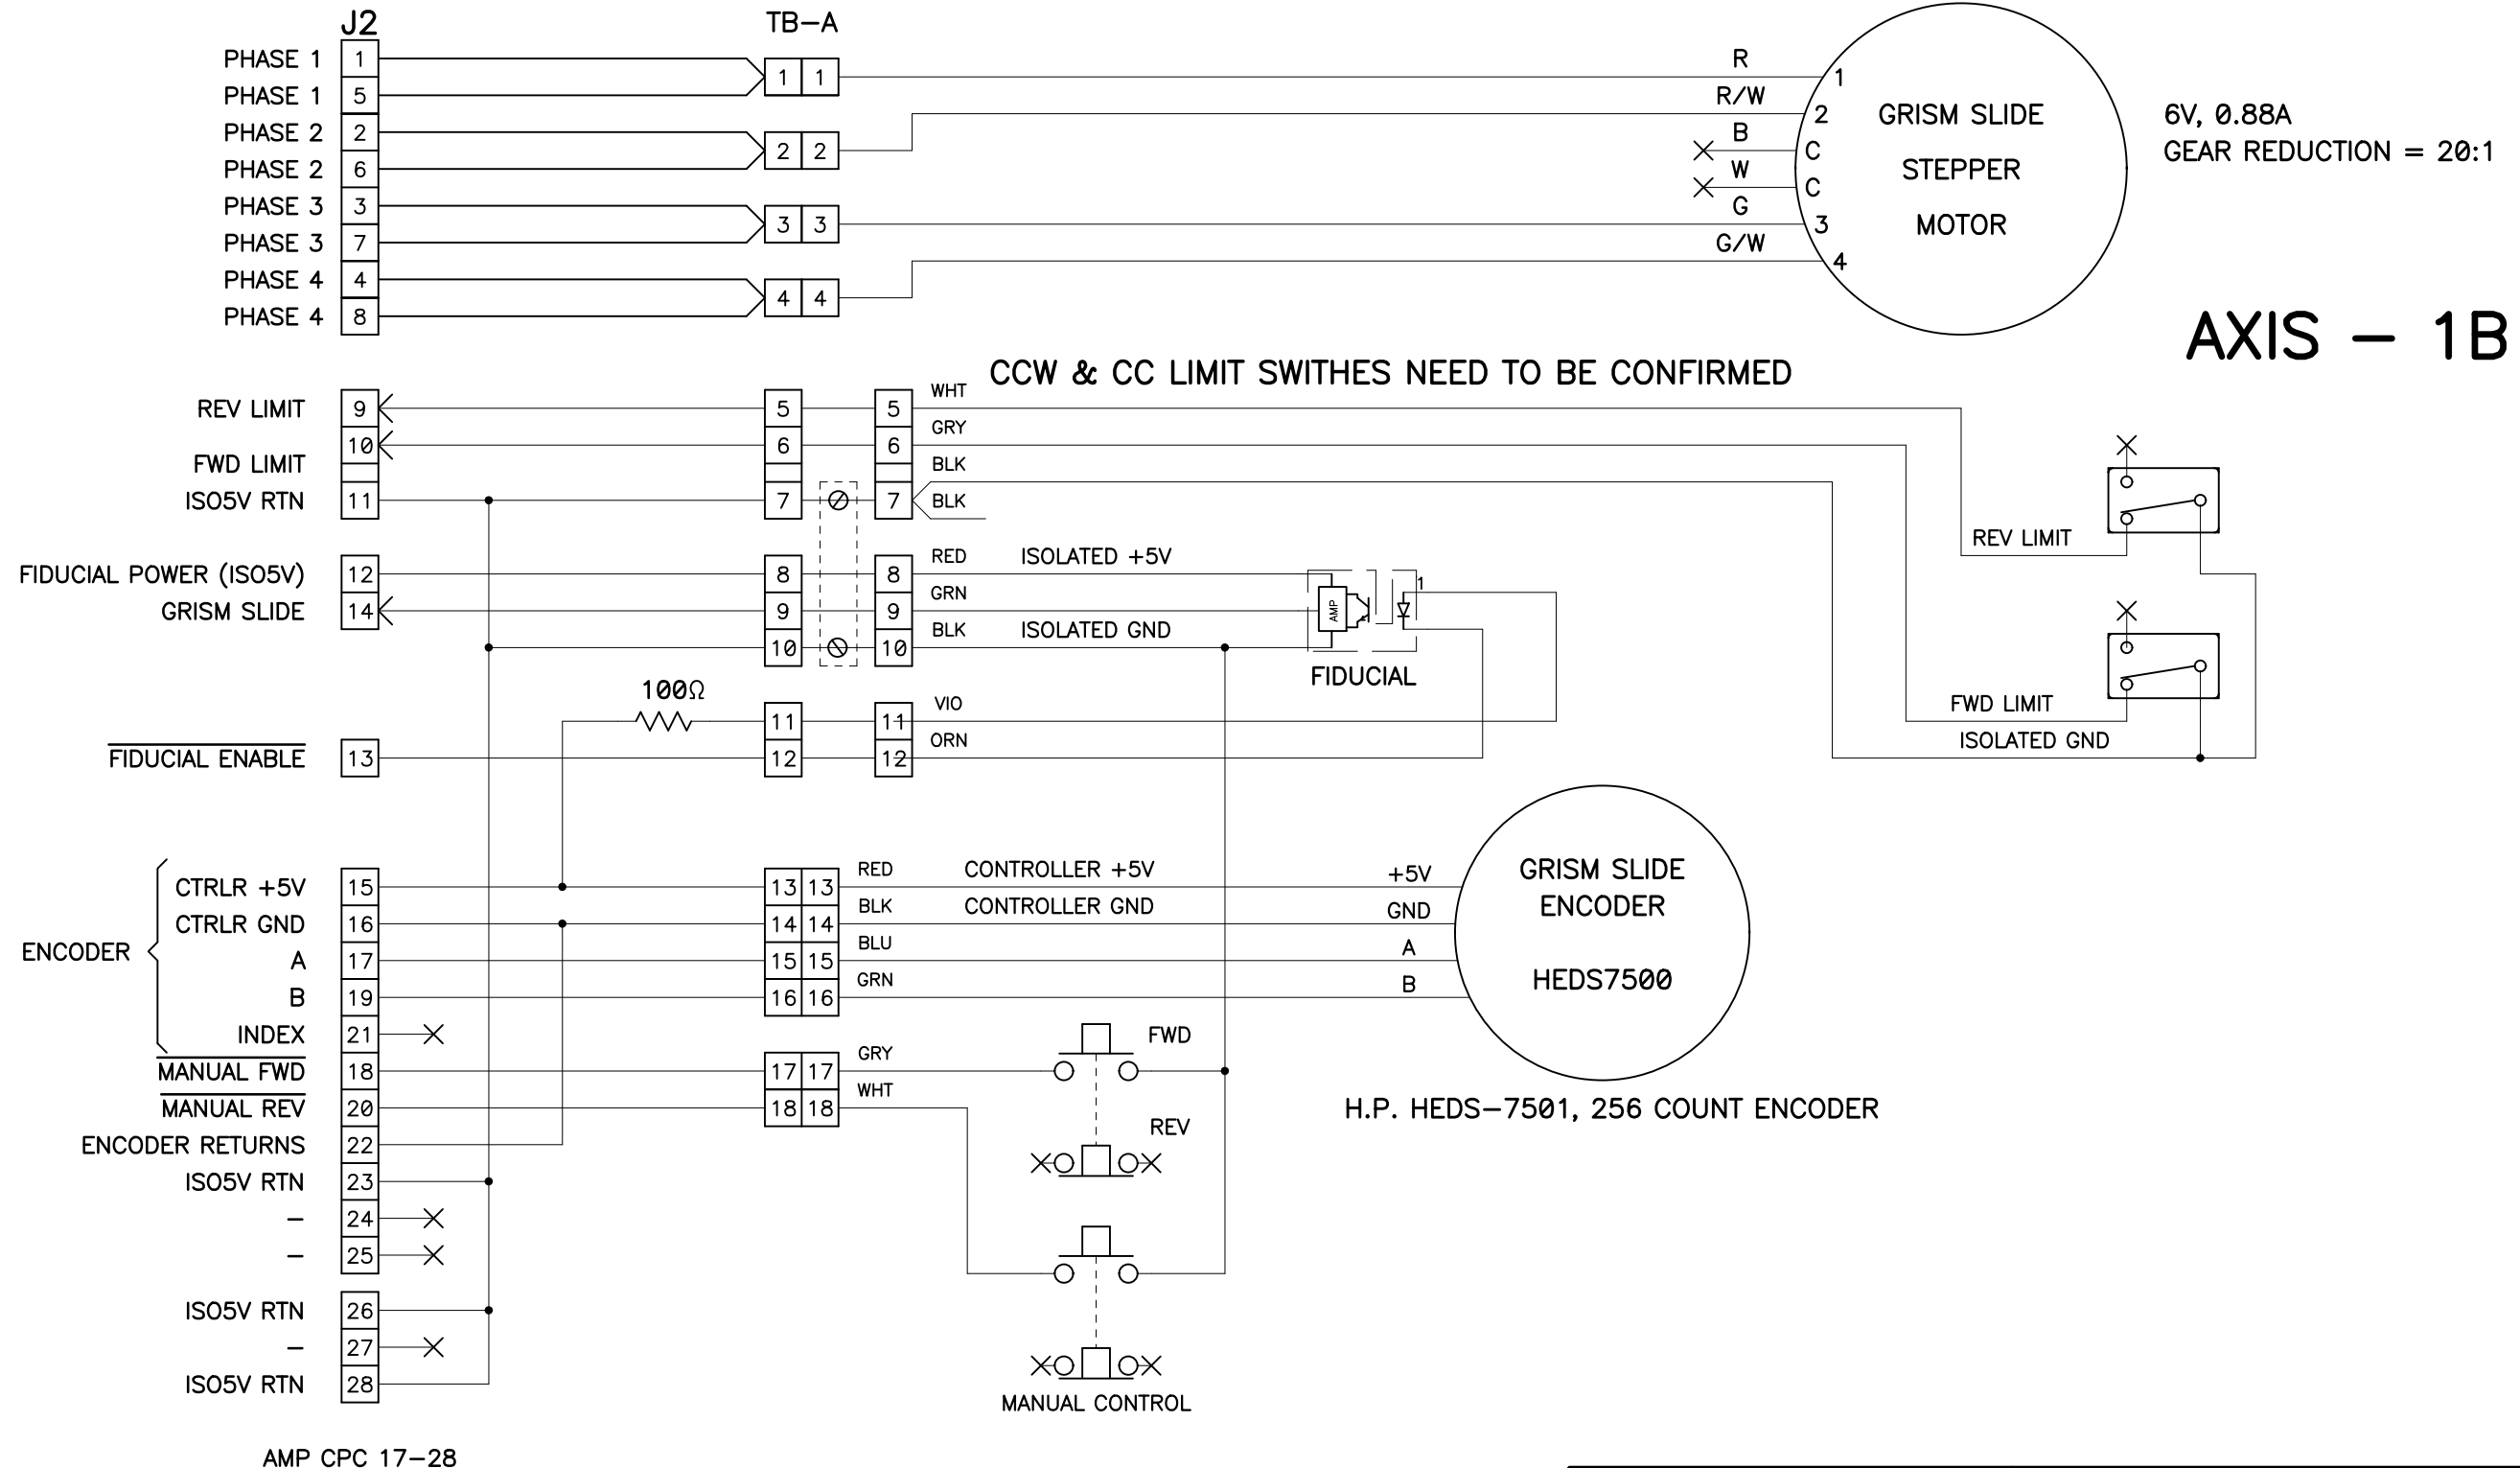 J2
TB-A
PHASE 1 1
PHASE 1 5
PHASE 2 2
PHASE 2 6
PHASE 3 3
PHASE 3 7
PHASE 4 4
PHASE 4 8
1 1
2 2
3 3
4 4
R
R/W
B
W
G
G/W
1
2
C
C
3
4
GRISM SLIDE
STEPPER
MOTOR
6V, 0.88A
GEAR REDUCTION = 20:1
AXIS - 1B
CCW & CC LIMIT SWITHES NEED TO BE CONFIRMED
REV LIMIT 9 5 5 WHT
10 6 6 GRY
FWD LIMIT
BLK
ISO5V RTN 11 7 7 BLK
REV LIMIT
FIDUCIAL POWER (ISO5V) 12 8 8 RED ISOLATED +5V
GRISM SLIDE 14 9 9 GRN
10 10 BLK ISOLATED GND
AMP
1
FIDUCIAL
100Ω
11 11 VIO
FIDUCIAL ENABLE 13 12 12 ORN
FWD LIMIT
ISOLATED GND
ENCODER
CTRLR +5V 15 13 13 RED CONTROLLER +5V +5V
CTRLR GND 16 14 14 BLK CONTROLLER GND GND
A 17 15 15 BLU A
B 19 16 16 GRN B
INDEX 21
GRISM SLIDE
ENCODER
HEDS7500
H.P. HEDS-7501, 256 COUNT ENCODER
MANUAL FWD 18 17 17 GRY
MANUAL REV 20 18 18 WHT
FWD
REV
ENCODER RETURNS 22
ISO5V RTN 23
- 24
- 25
ISO5V RTN 26
- 27
ISO5V RTN 28
MANUAL CONTROL
AMP CPC 17-28